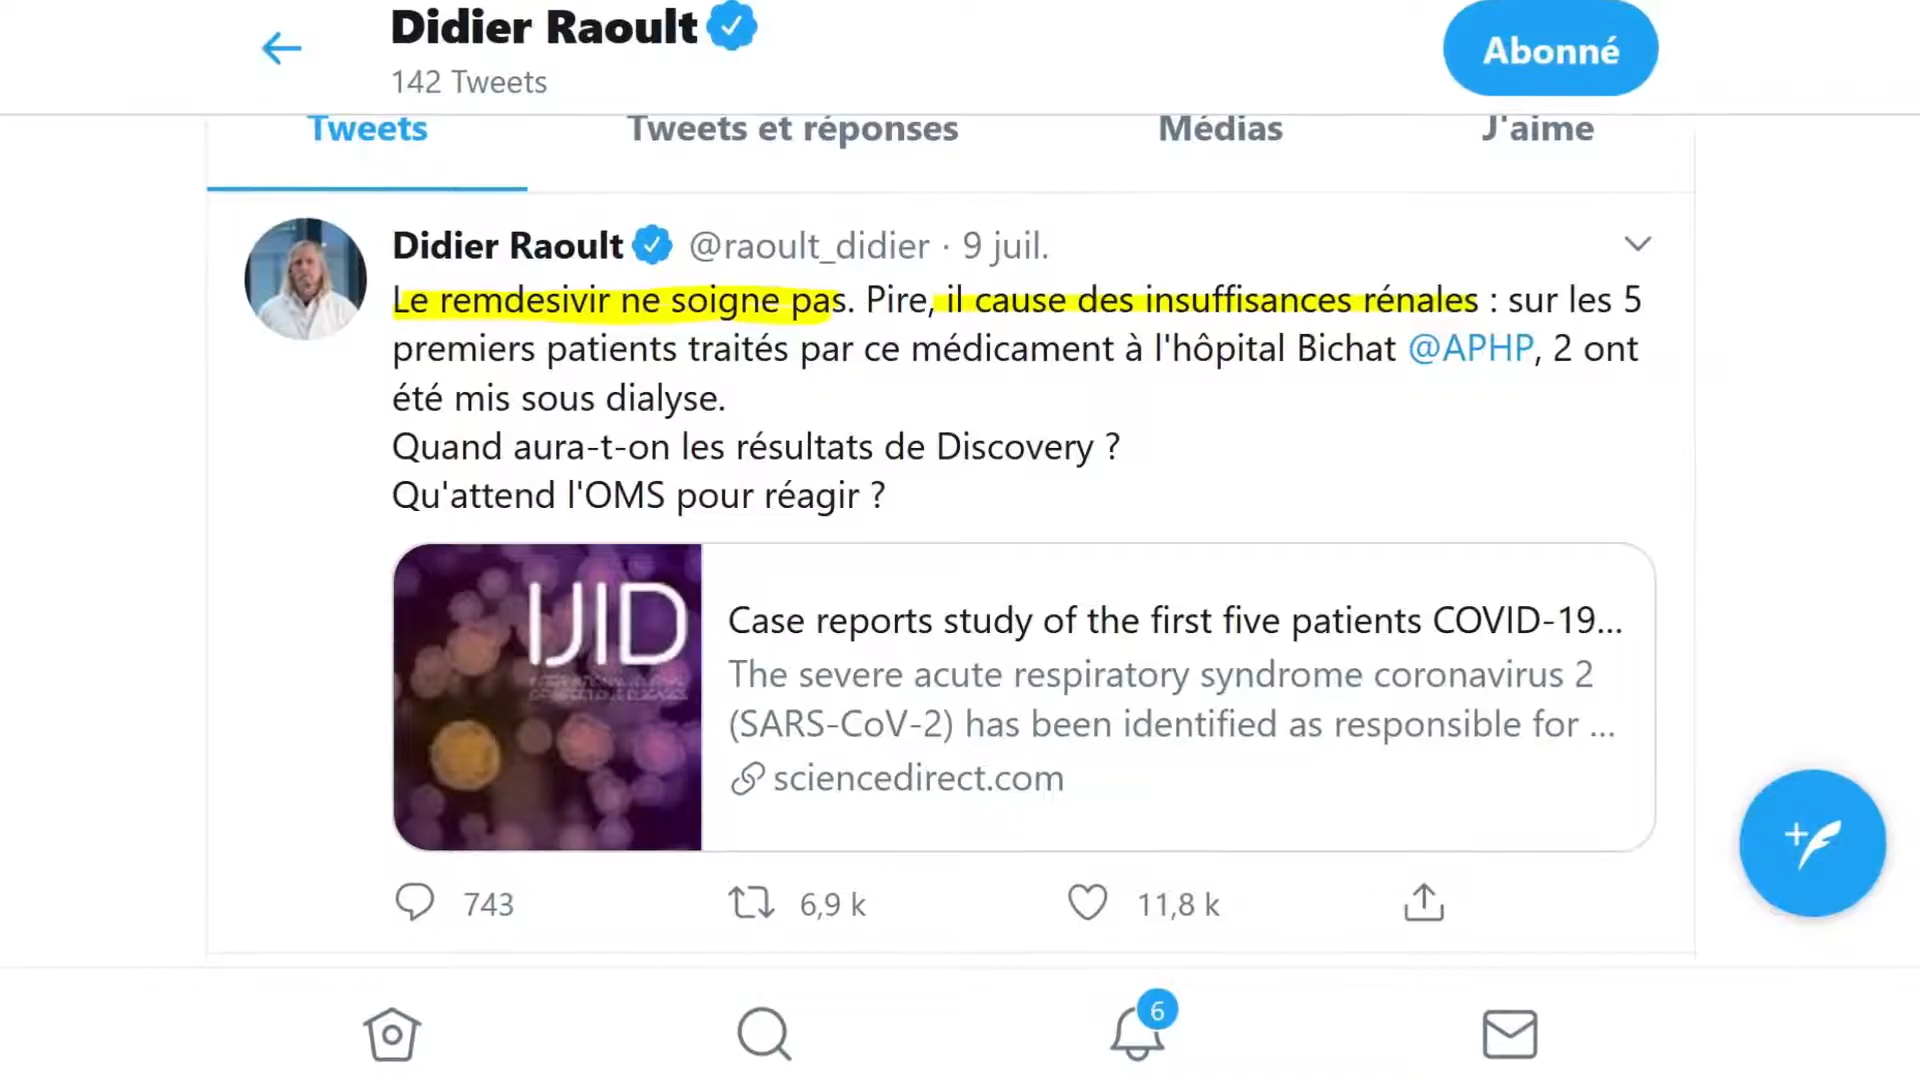 Didier Raoult
142 Tweets
Abonné
Tweets
Tweets et réponses
Médias
J'aime
Didier Raoult @raoult_didier · 9 juil.
Le remdesivir ne soigne pas. Pire, il cause des insuffisances rénales : sur les 5
premiers patients traités par ce médicament à l'hôpital Bichat @APHP, 2 ont
été mis sous dialyse.
Quand aura-t-on les résultats de Discovery ?
Qu'attend l'OMS pour réagir ?
IJID
Case reports study of the first five patients COVID-19...
The severe acute respiratory syndrome coronavirus 2
(SARS-CoV-2) has been identified as responsible for ...
sciencedirect.com
743
6,9 k
11,8 k
6